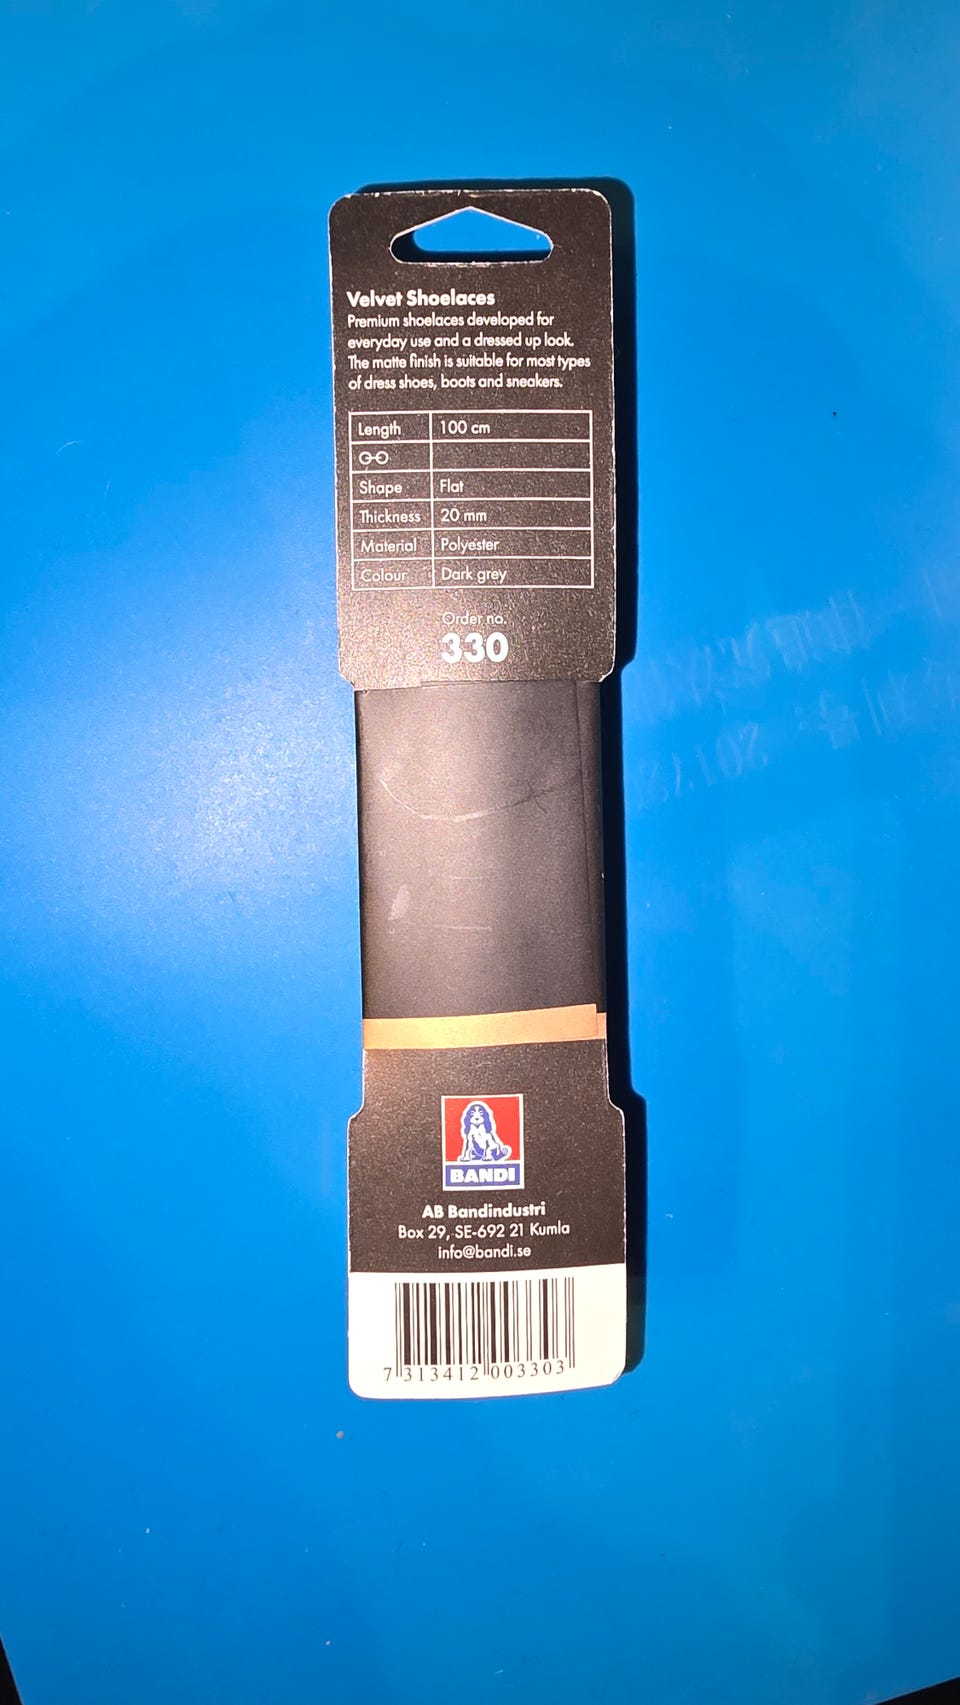 Velvet Shoelaces
Premium shoelaces developed for
everyday use and a dressed up look.
The matte finish is suitable for most types
of dress shoes, boots and sneakers.
Length 100 cm
Shape Flat
Thickness 20 mm
Material Polyester
Colour Dark grey
Order no.
330
BANDI
AB Bandindustri
Box 29, SE-692 21 Kumla
info@bandi.se
7 313412 003303